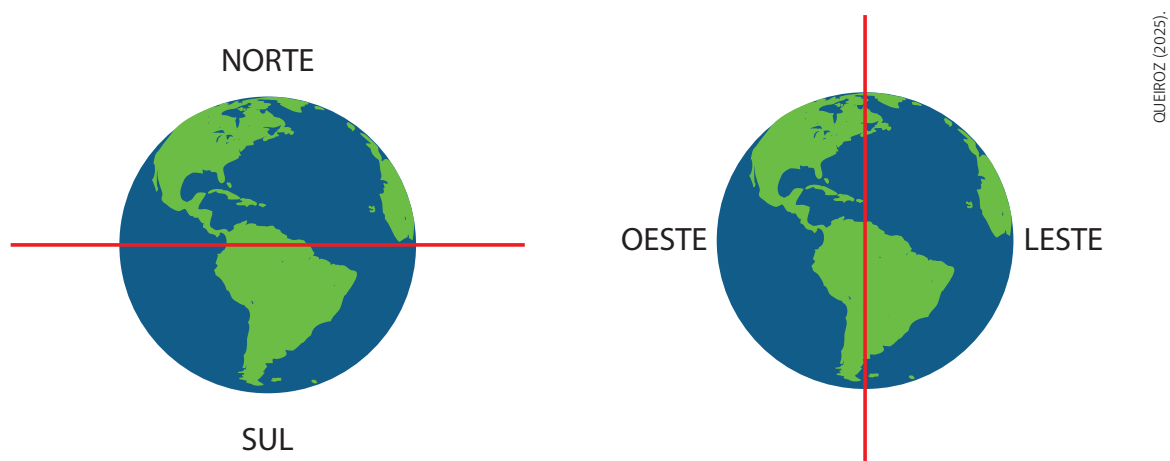 NORTE
SUL
OESTE
LESTE
QUEIROZ (2025).